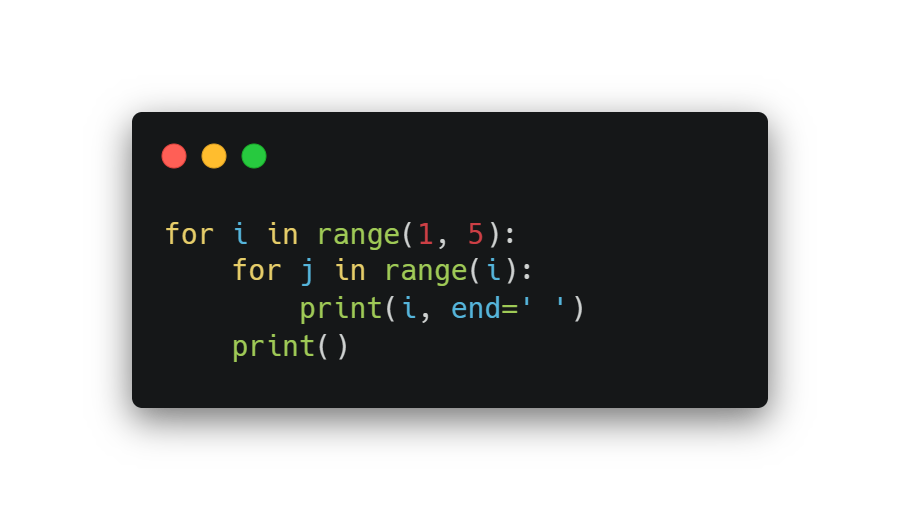 for i in range(1, 5):
    for j in range(i):
        print(i, end=' ')
    print()